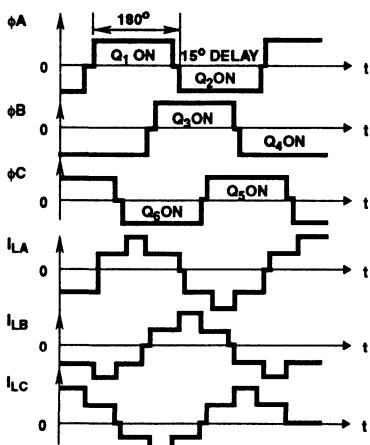 φA
180°
Q1 ON
15° DELAY
0
t
Q2ON
φB
Q3ON
0
t
Q4ON
φC
Q5ON
0
t
Q6ON
ILA
0
t
ILB
0
t
ILC
0
t